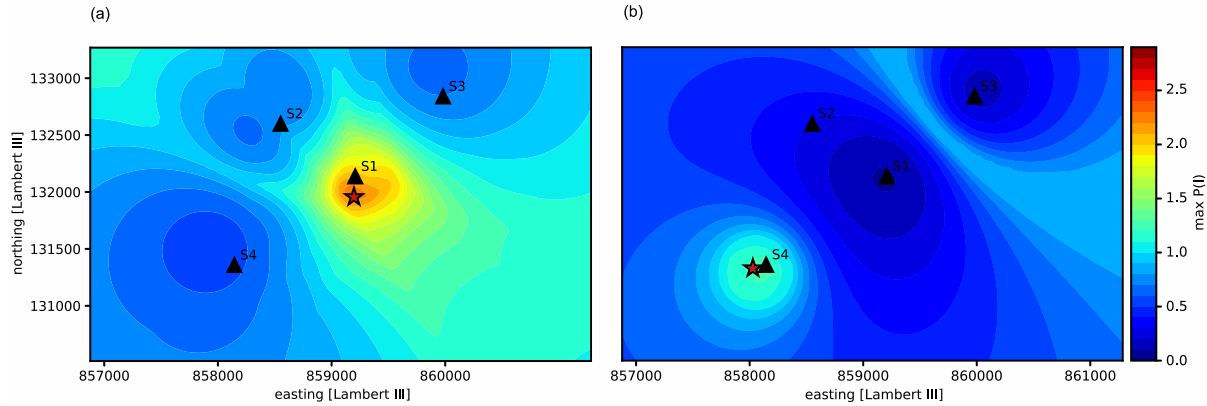 (a)
(b)
133000
132500
132000
131500
131000
northing [Lambert III]
S3
S2
S1
S4
S3
S2
S1
S4
2.5
2.0
1.5
1.0
0.5
0.0
max P(l)
857000 858000 859000 860000
857000 858000 859000 860000 861000
easting [Lambert III]
easting [Lambert III]